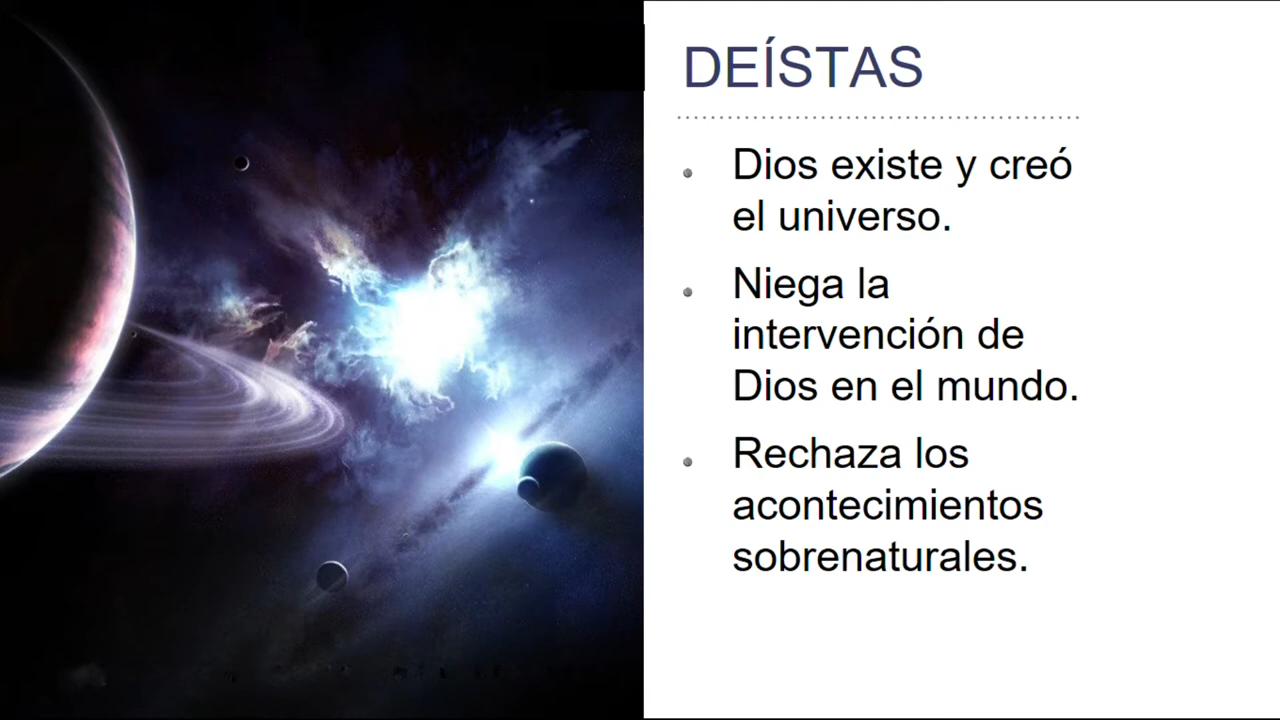 DEÍSTAS
Dios existe y creó
el universo.
Niega la
intervención de
Dios en el mundo.
Rechaza los
acontecimientos
sobrenaturales.